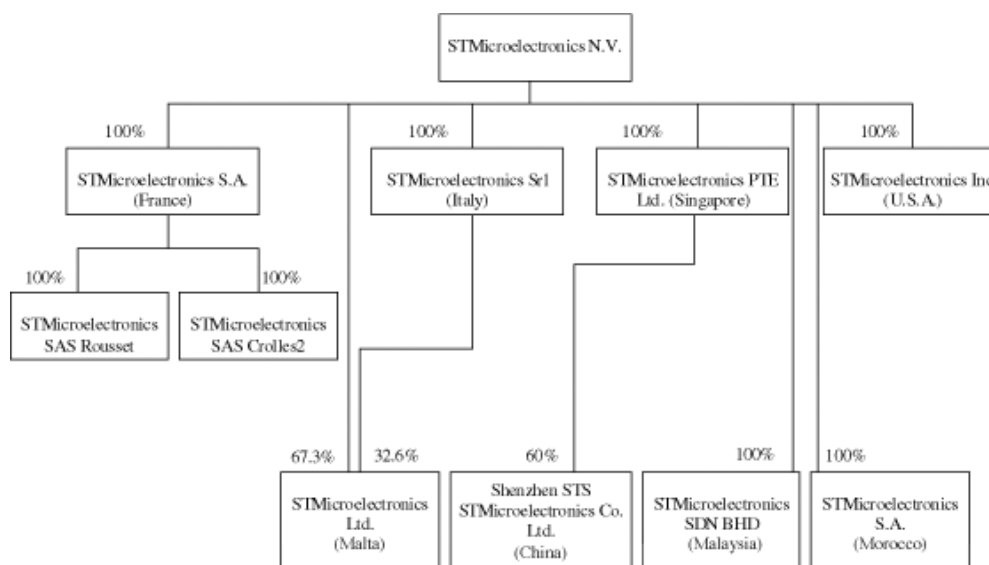 STMicroelectronics N.V.
100%
100%
100%
100%
STMicroelectronics S.A.
(France)
STMicroelectronics Srl
(Italy)
STMicroelectronics PTE
Ltd. (Singapore)
STMicroelectronics Inc
(U.S.A.)
100%
100%
STMicroelectronics
SAS Rousset
STMicroelectronics
SAS Crolles2
67.3%
32.6%
60%
100%
100%
STMicroelectronics
Ltd.
(Malta)
Shenzhen STS
STMicroelectronics Co.
Ltd.
(China)
STMicroelectronics
SDN BHD
(Malaysia)
STMicroelectronics
S.A.
(Morocco)